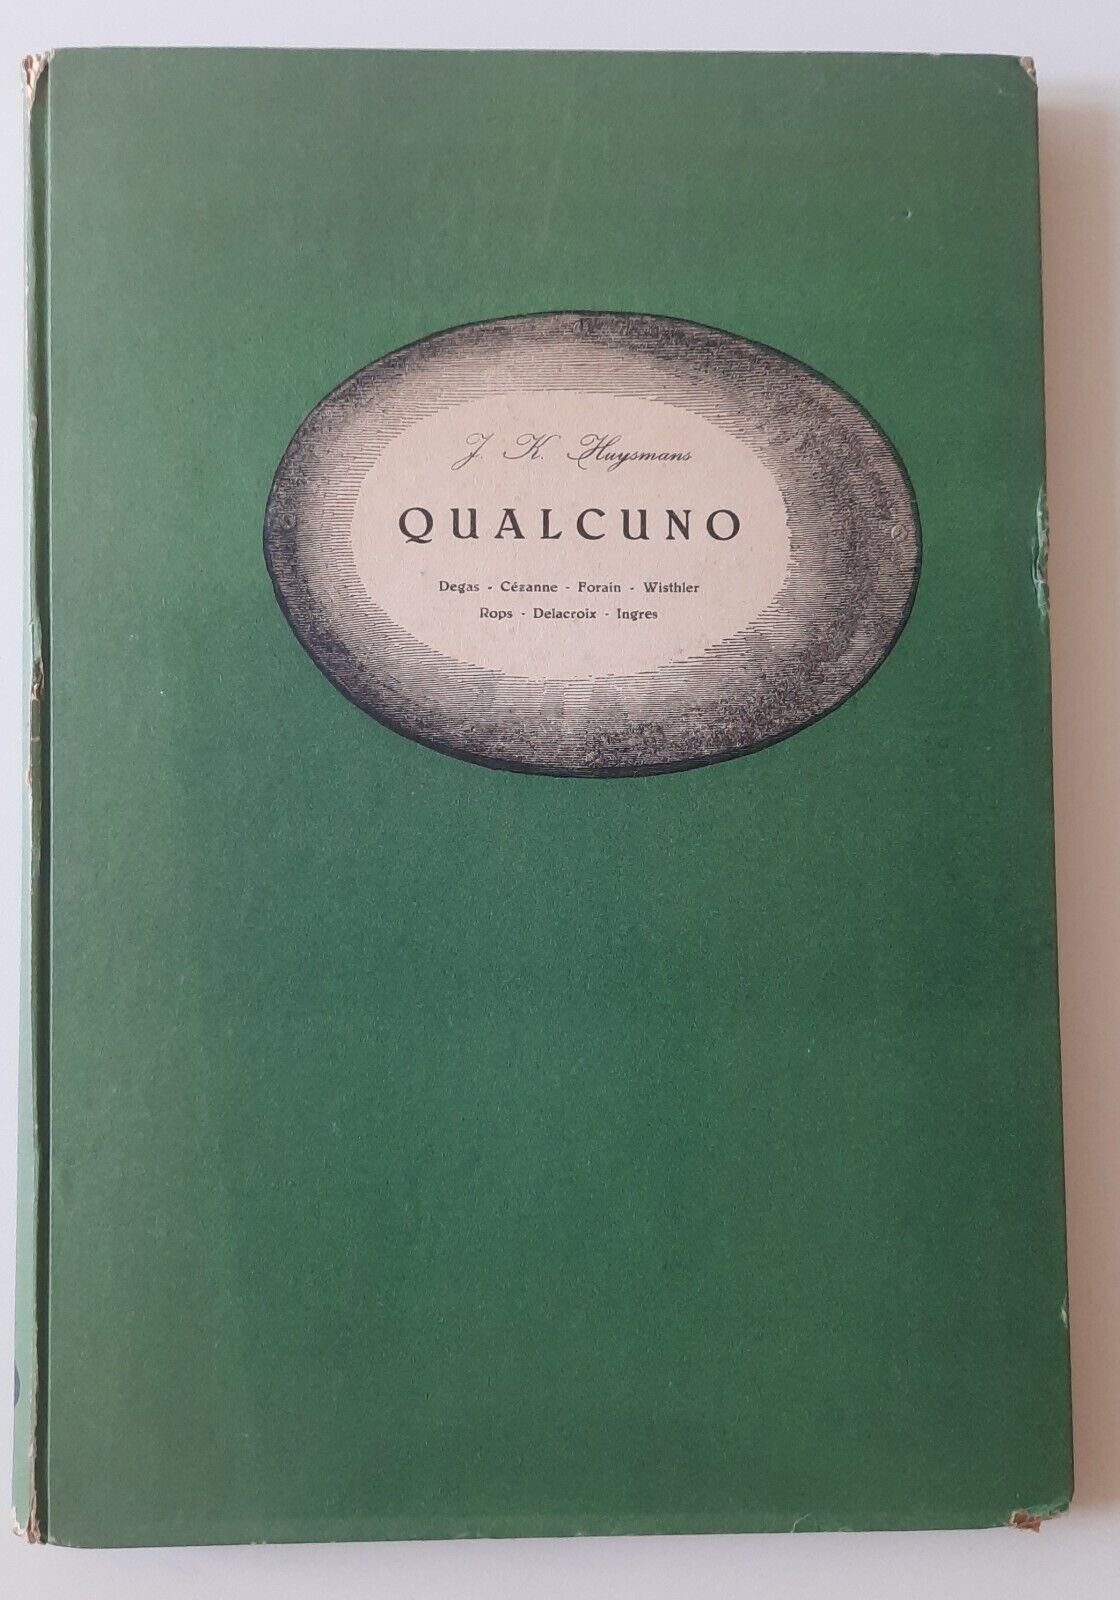 J. K. Huysmans
QUALCUNO
Degas - Cézanne - Forain - Wisthler
Rops - Delacroix - Ingres